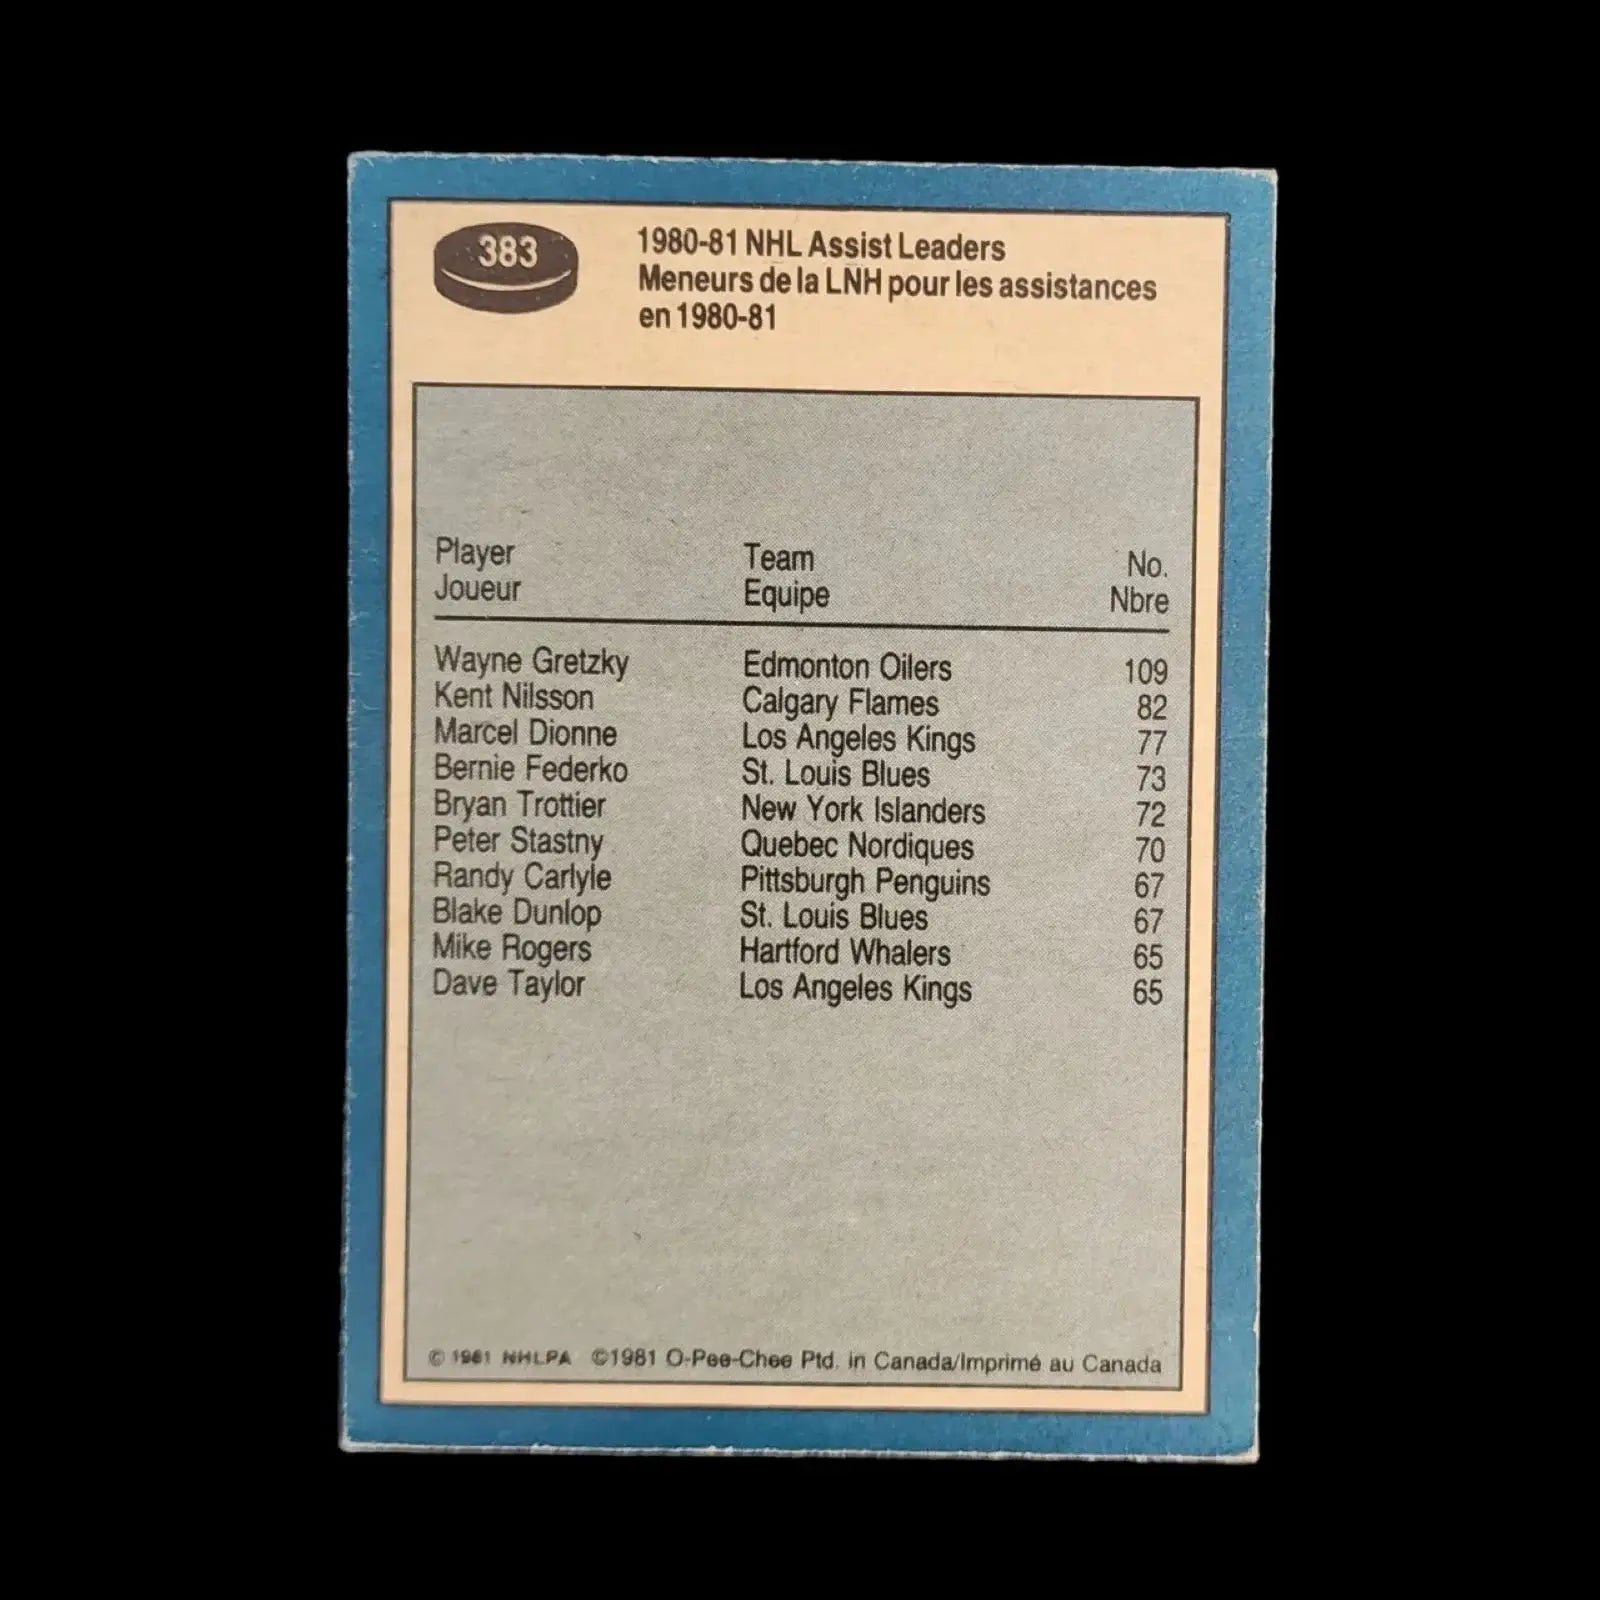 383
1980-81 NHL Assist Leaders
Meneurs de la LNH pour les assistances
en 1980-81
Player Team No.
Joueur Equipe Nbre
Wayne Gretzky Edmonton Oilers 109
Kent Nilsson Calgary Flames 82
Marcel Dionne Los Angeles Kings 77
Bernie Federko St. Louis Blues 73
Bryan Trottier New York Islanders 72
Peter Stastny Quebec Nordiques 70
Randy Carlyle Pittsburgh Penguins 67
Blake Dunlop St. Louis Blues 67
Mike Rogers Hartford Whalers 65
Dave Taylor Los Angeles Kings 65
© 1981 NHLPA ©1981 O-Pee-Chee Ptd. in Canada/Imprimé au Canada